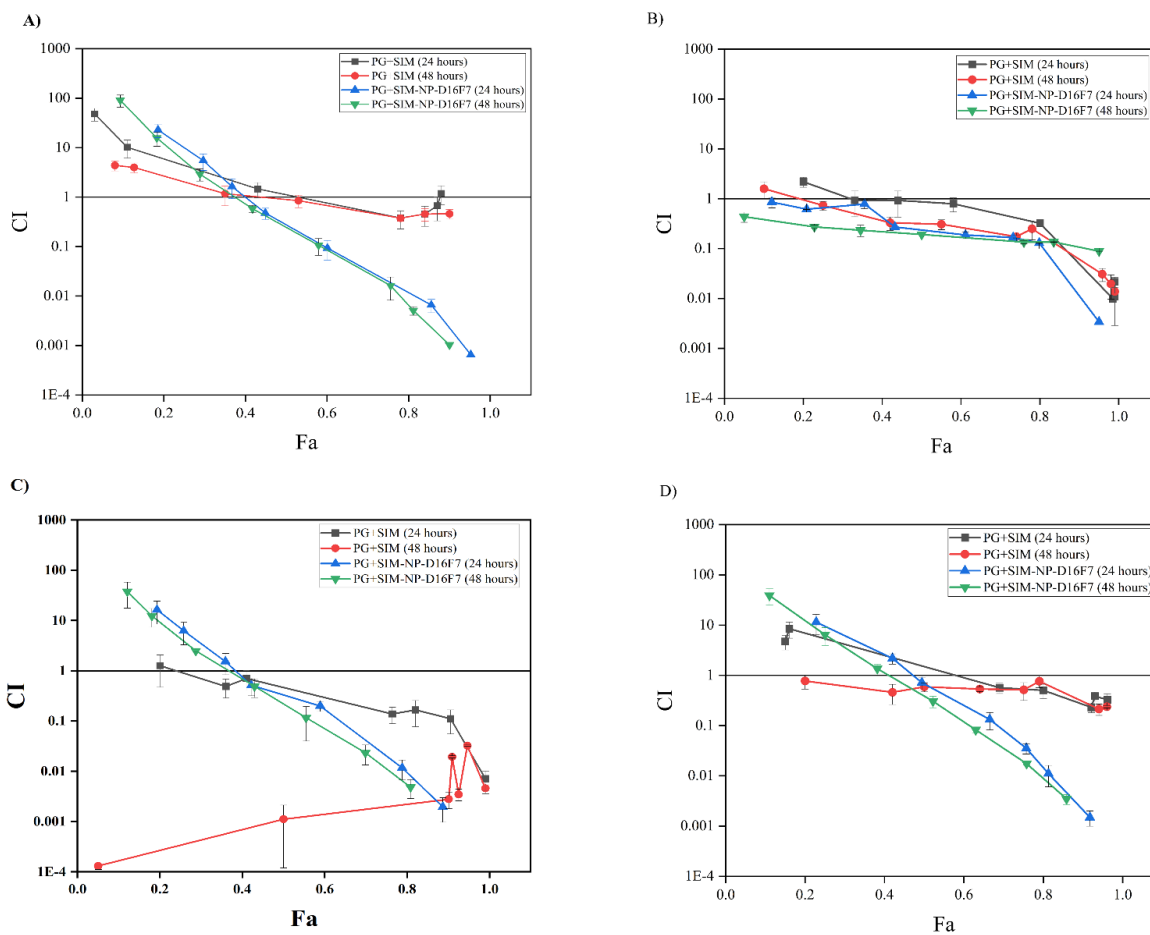 A)
1000
100
10
1
0.1
0.01
0.001
1E-4
CI
PG−SIM (24 hours)
PG SIM (48 hours)
PG−SIM-NP-D16F7 (24 hours)
PG−SIM-NP-D16F7 (48 hours)
0.0 0.2 0.4 0.6 0.8 1.0
Fa
B)
1000
100
10
1
0.1
0.01
0.001
1E-4
CI
PG+SIM (24 hours)
PG+SIM (48 hours)
PG+SIM-NP-D16F7 (24 hours)
PG+SIM-NP-D16F7 (48 hours)
0.0 0.2 0.4 0.6 0.8 1.0
Fa
C)
1000
100
10
1
0.1
0.01
0.001
1E-4
CI
PG+SIM (24 hours)
PG+SIM (48 hours)
PG+SIM-NP-D16F7 (24 hours)
PG+SIM-NP-D16F7 (48 hours)
0.0 0.2 0.4 0.6 0.8 1.0
Fa
D)
1000
100
10
1
0.1
0.01
0.001
1E-4
CI
PG+SIM (24 hours)
PG+SIM (48 hours)
PG+SIM-NP-D16F7 (24 hours)
PG+SIM-NP-D16F7 (48 hours)
0.0 0.2 0.4 0.6 0.8 1.0
Fa